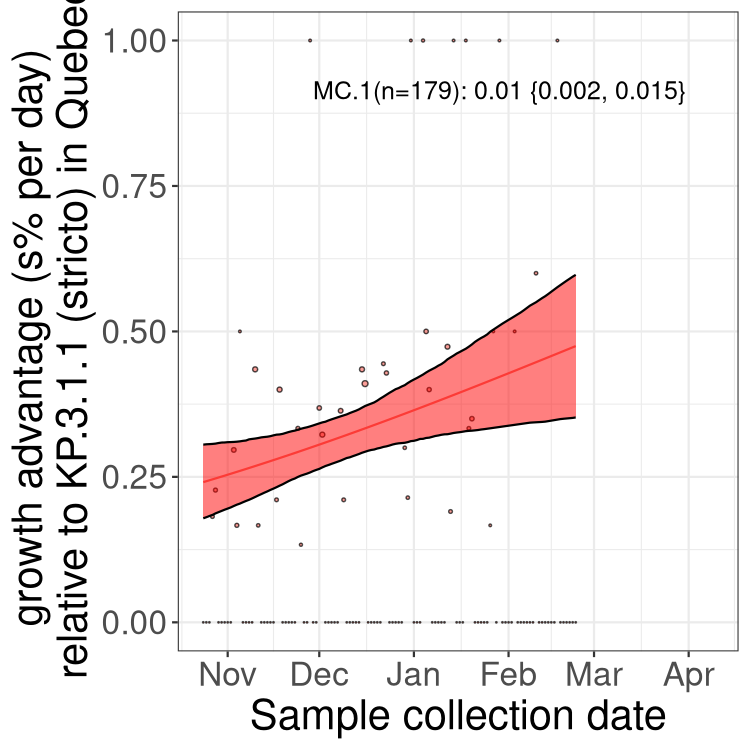 growth advantage (s% per day)
relative to KP.3.1.1 (stricto) in Quebec
1.00
0.75
0.50
0.25
0.00
MC.1(n=179): 0.01 {0.002, 0.015}
Nov Dec Jan Feb Mar Apr
Sample collection date